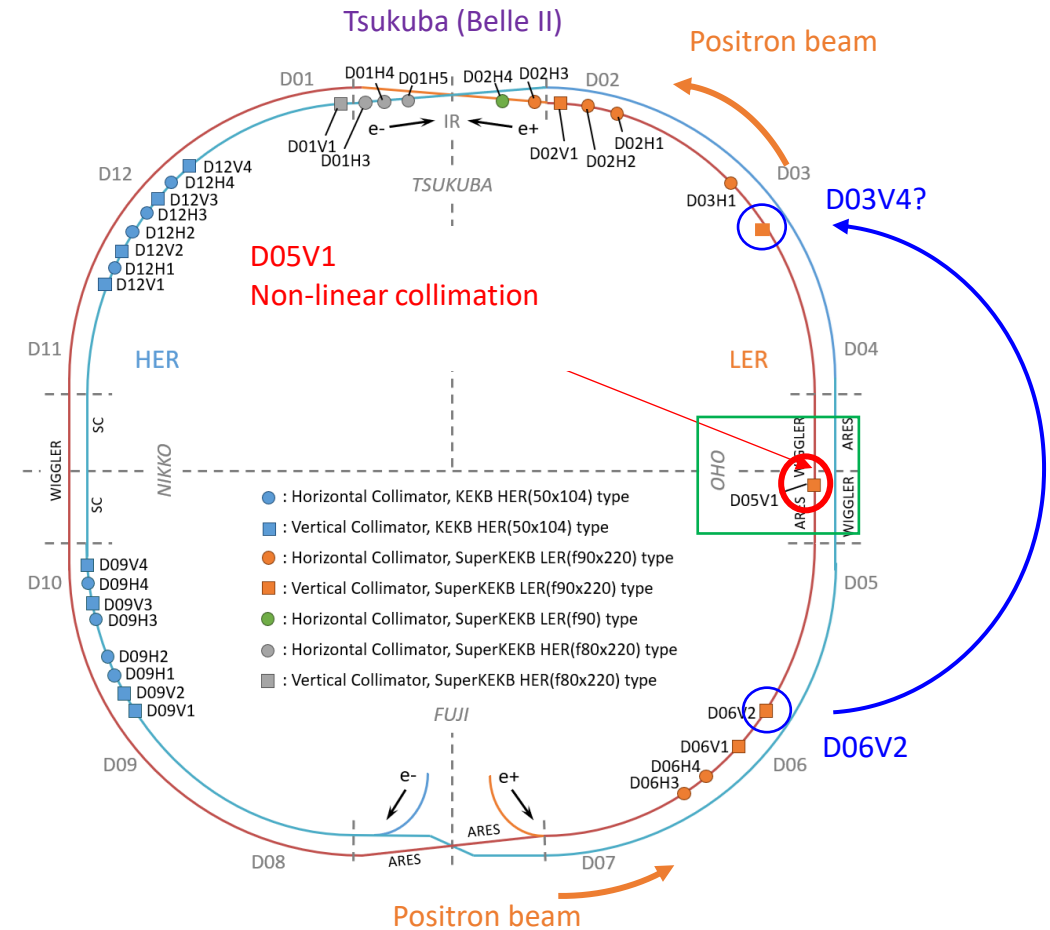 Tsukuba (Belle II)
Positron beam
D01
D01H4
D01H5
D02H4
D02H3
D02
D01V1
D01H3
e-
IR
e+
D02V1
D02H2
D02H1
TSUKUBA
D12
D12V4
D12H4
D12V3
D12H3
D12H2
D12V2
D12H1
D12V1
D03
D03H1
D03V4?
D05V1
Non-linear collimation
D11
HER
LER
D04
WIGGLER
SC
SC
NIKKO
OHO
WIGGLER
ARES
D05V1
ARES
WIGGLER
: Horizontal Collimator, KEKB HER(50x104) type
: Vertical Collimator, KEKB HER(50x104) type
: Horizontal Collimator, SuperKEKB LER(f90x220) type
: Vertical Collimator, SuperKEKB LER(f90x220) type
: Horizontal Collimator, SuperKEKB LER(f90) type
: Horizontal Collimator, SuperKEKB HER(f80x220) type
: Vertical Collimator, SuperKEKB HER(f80x220) type
D10
D09V4
D09H4
D09V3
D09H3
D09H2
D09H1
D09V2
D09V1
D05
FUJI
D06V2
D06V2
D06V1
D06H4
D06H3
D06
D09
e-
e+
ARES
ARES
D08
D07
Positron beam